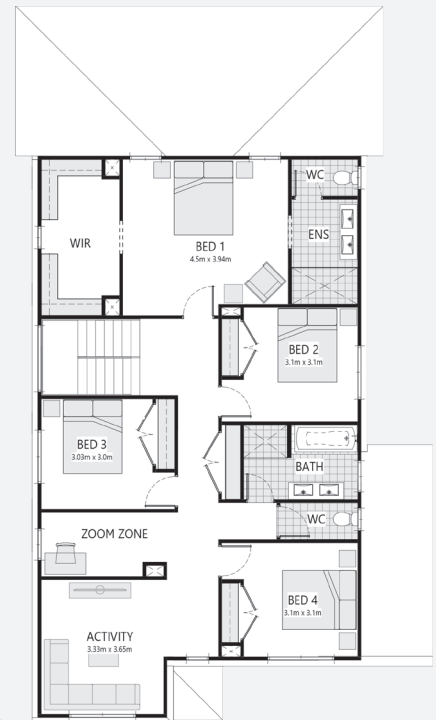 WC
WIR
ENS
BED 1
4.5m x 3.94m
BED 2
3.1m x 3.1m
BED 3
3.03m x 3.0m
BATH
WC
ZOOM ZONE
BED 4
3.1m x 3.1m
ACTIVITY
3.33m x 3.65m